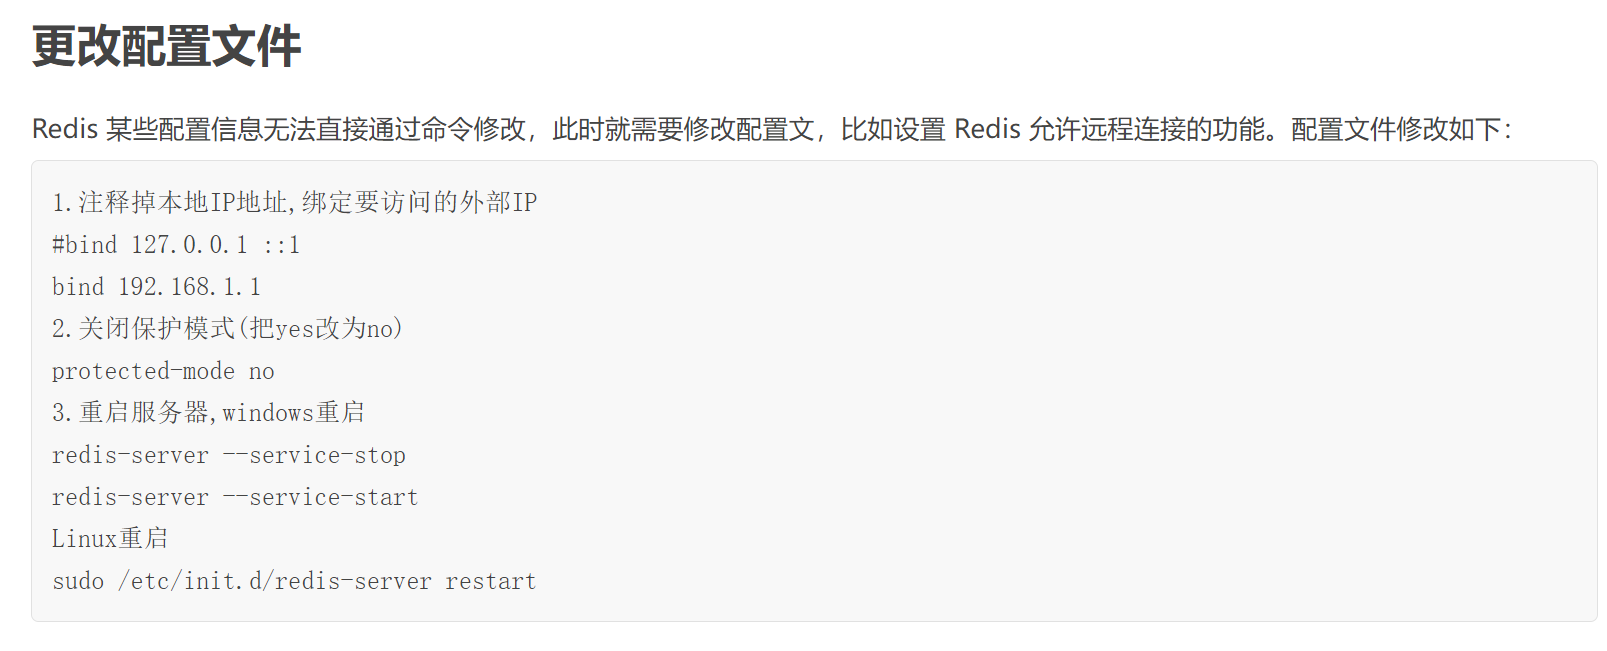 更改配置文件
Redis 某些配置信息无法直接通过命令修改，此时就需要修改配置文，比如设置 Redis 允许远程连接的功能。配置文件修改如下：
1.注释掉本地IP地址,绑定要访问的外部IP
#bind 127.0.0.1 ::1
bind 192.168.1.1
2.关闭保护模式(把yes改为no)
protected-mode no
3.重启服务器,windows重启
redis-server --service-stop
redis-server --service-start
Linux重启
sudo /etc/init.d/redis-server restart